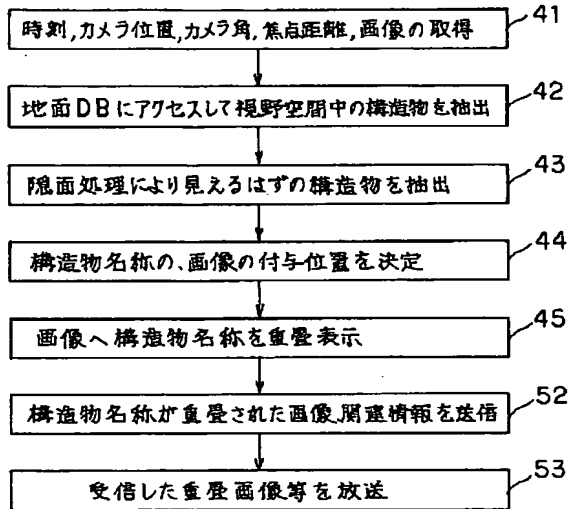 時刻,カメラ位置,カメラ角,焦点距離,画像の取得
41
地面DBにアクセスして視野空間中の構造物を抽出
42
隠面処理により見えるはずの構造物を抽出
43
構造物名称の、画像の付与位置を決定
44
画像へ構造物名称を重畳表示
45
構造物名称が重畳された画像,関連情報を送信
52
受信した重畳画像等を放送
53